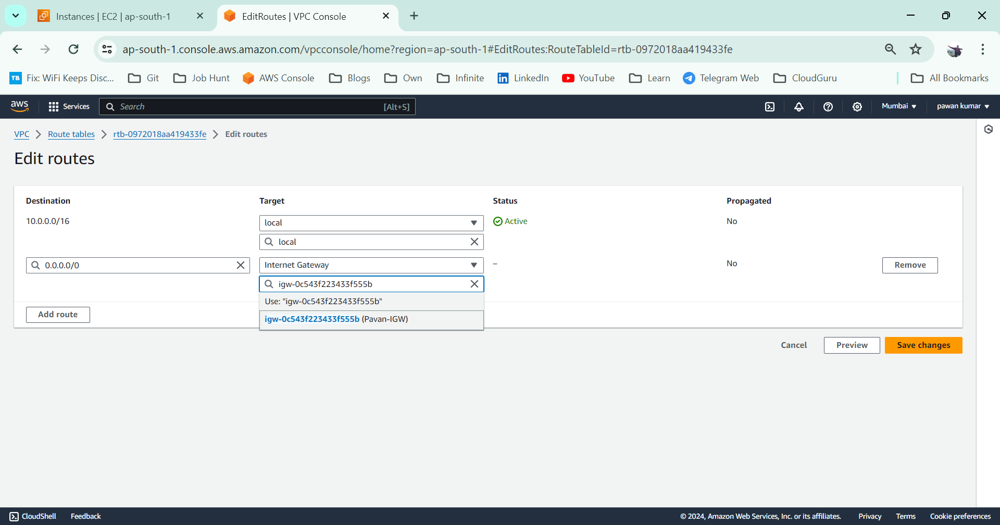 Instances | EC2 | ap-south-1
EditRoutes | VPC Console
ap-south-1.console.aws.amazon.com/vpcconsole/home?region=ap-south-1#EditRoutes:RouteTableId=rtb-0972018aa419433fe
TB Fix: WiFi Keeps Disc... Git Job Hunt AWS Console Blogs Own Infinite in LinkedIn YouTube Learn Telegram Web CloudGuru All Bookmarks
aws Services Search [Alt+S] Mumbai pawan kumar
VPC Route tables rtb-0972018aa419433fe Edit routes
Edit routes
Destination Target Status Propagated
10.0.0.0/16 local Active No
local
0.0.0.0/0 Internet Gateway – No Remove
igw-0c543f223433f555b
Use: "igw-0c543f223433f555b"
Add route
igw-0c543f223433f555b (Pavan-IGW)
Cancel Preview Save changes
CloudShell Feedback © 2024, Amazon Web Services, Inc. or its affiliates. Privacy Terms Cookie preferences